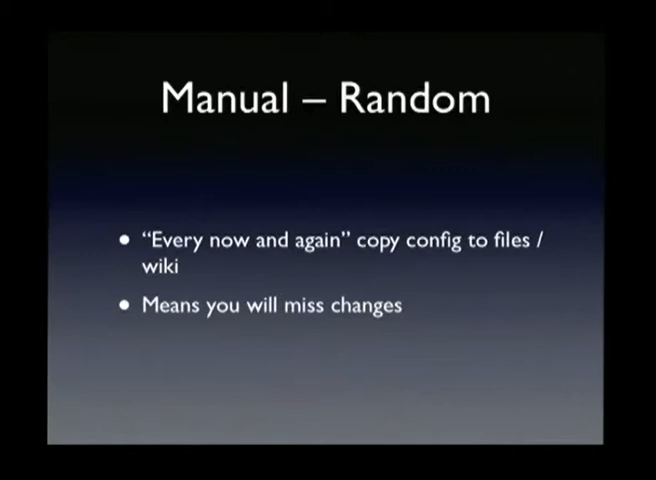 Manual – Random
• “Every now and again” copy config to files /
wiki
• Means you will miss changes